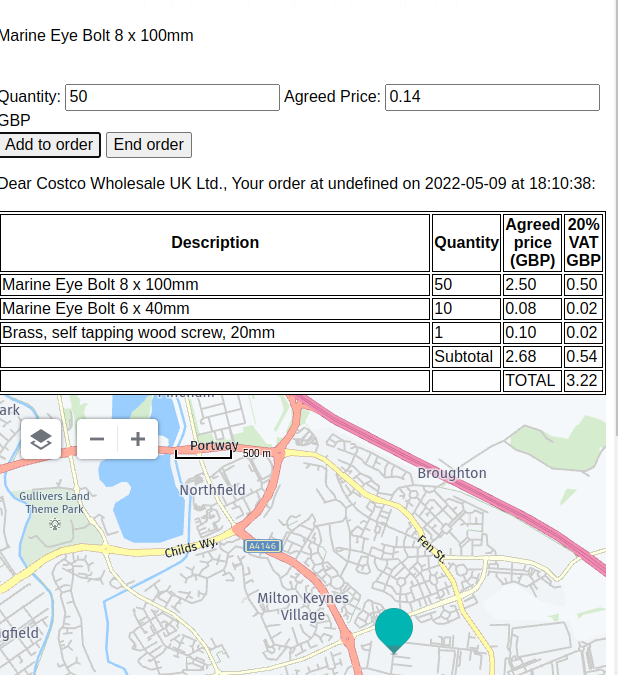 Marine Eye Bolt 8 x 100mm
Quantity: 50 Agreed Price: 0.14
GBP
Add to order End order
Dear Costco Wholesale UK Ltd., Your order at undefined on 2022-05-09 at 18:10:38:
Description Quantity Agreed price (GBP) 20% VAT GBP
Marine Eye Bolt 8 x 100mm 50 2.50 0.50
Marine Eye Bolt 6 x 40mm 10 0.08 0.02
Brass, self tapping wood screw, 20mm 1 0.10 0.02
Subtotal 2.68 0.54
TOTAL 3.22
ark
Portway 500 m
Broughton
Northfield
Gullivers Land
Theme Park
Childs Wy.
A4146
Fen St.
Milton Keynes
Village
gfield